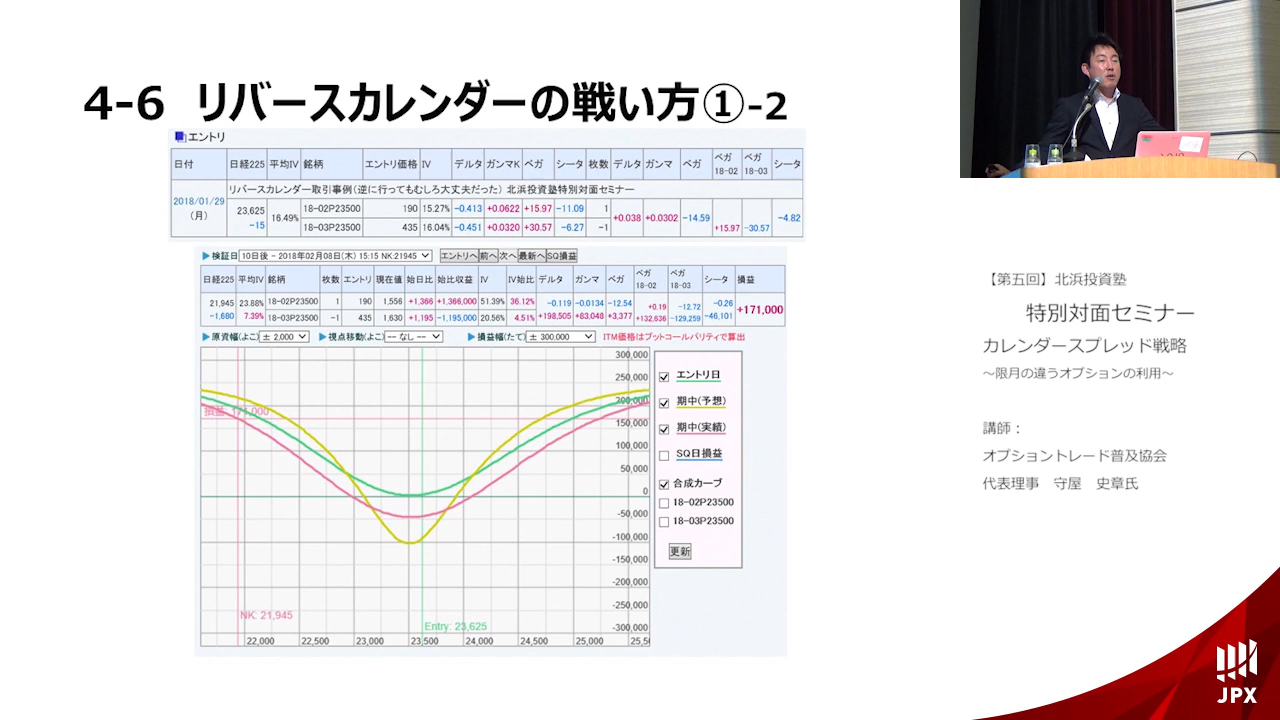 4-6 リバースカレンダーの戦い方①-2
エントリ
日付 日経225 平均IV 銘柄 エントリ価格 IV デルタ ガンマK ベガ シータ 枚数 デルタ ガンマ ベガ ベガ 18-02 ベガ 18-03 シータ
2018/01/29 (月) リバースカレンダー取引事例(逆に行ってもむしろ大丈夫だった) 北浜投資塾特別対面セミナー
23,625 -15 16.49% 18-02P23500 190 15.27% -0.413 +0.0622 +15.97 -11.09 1 +0.038 +0.0302 -14.59 +15.97 -30.57 -4.82
18-03P23500 435 16.04% -0.451 +0.0320 +30.57 -6.27 -1
▶検証日 10日後 - 2018年02月08日(木) 15:15 NK:21945 エントリへ 前へ 次へ 最新へ SQ損益
日経225 平均IV 銘柄 枚数 エントリ 現在値 始日比 始比収益 IV IV始比 デルタ ガンマ ベガ ベガ 18-02 ベガ 18-03 シータ 損益
21,945 23.88% 18-02P23500 1 190 1,556 +1,366 +1,366,000 51.39% 36.12% -0.119 -0.0134 -12.54 +0.19 -12.72 -0.26 +171,000
-1,680 7.39% 18-03P23500 -1 435 1,630 +1,195 -1,195,000 20.56% 4.51% +198,505 +83,048 +3,377 +132,636 -129,259 -46,101
▶原資幅(よこ) ± 2,000 ▶視点移動(よこ) -- なし -- ▶損益幅(たて) ± 300,000 ITM価格はプットコールパリティで算出
300,000
250,000
200,000
150,000
100,000
50,000
0
-50,000
-100,000
-150,000
-200,000
-250,000
-300,000
損益: 171,000
NK: 21,945
Entry: 23,625
22,000 22,500 23,000 23,500 24,000 24,500 25,000 25,5
エントリ日
期中(予想)
期中(実績)
SQ日損益
合成カーブ
18-02P23500
18-03P23500
更新
【第五回】北浜投資塾
特別対面セミナー
カレンダースプレッド戦略
～限月の違うオプションの利用～
講師：
オプショントレード普及協会
代表理事 守屋 史章氏
JPX